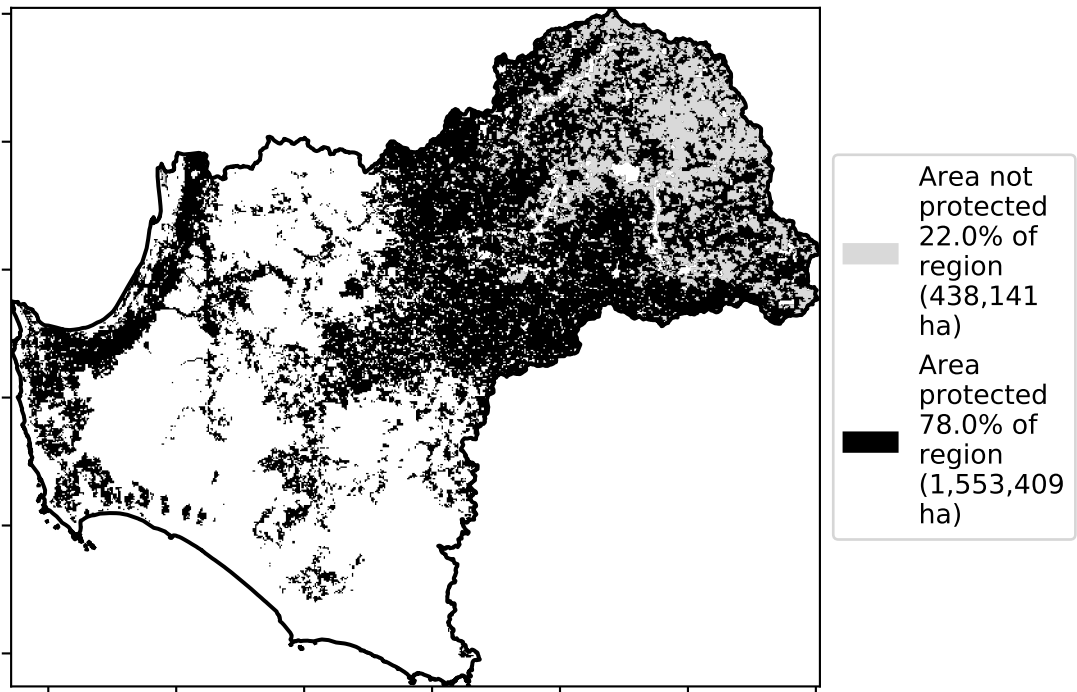 Area not
protected
22.0% of
region
(438,141
ha)
Area
protected
78.0% of
region
(1,553,409
ha)